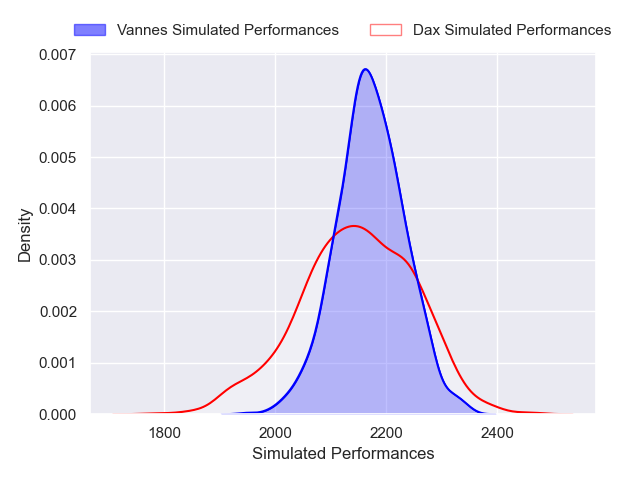 Vannes Simulated Performances Dax Simulated Performances
0.007
0.006
0.005
0.004
0.003
0.002
0.001
0.000
Density
1800 2000 2200 2400
Simulated Performances